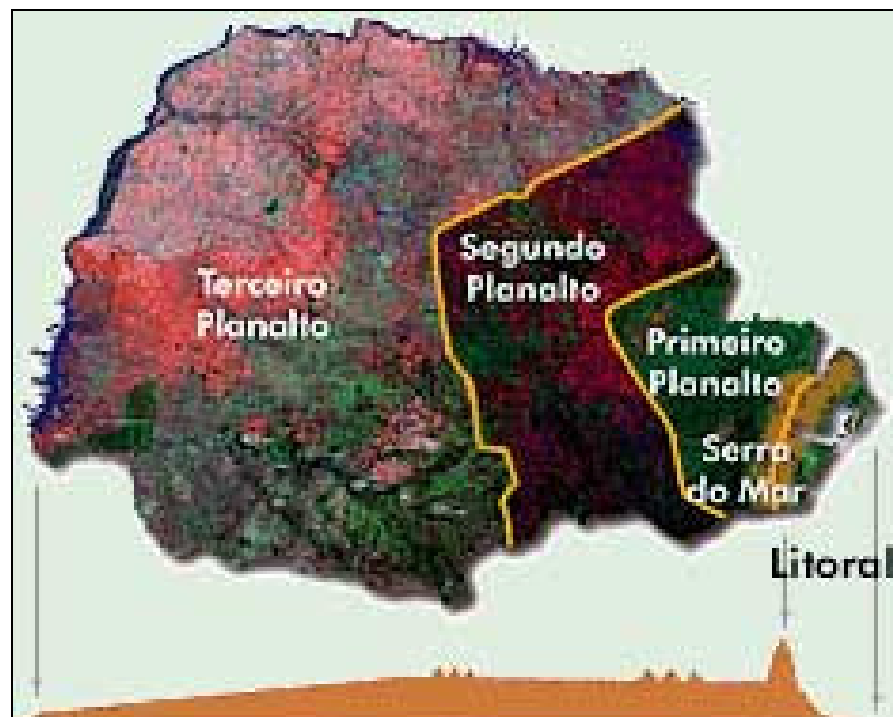 Terceiro
Planalto
Segundo
Planalto
Primeiro
Planalto
Serra
do Mar
Litoral